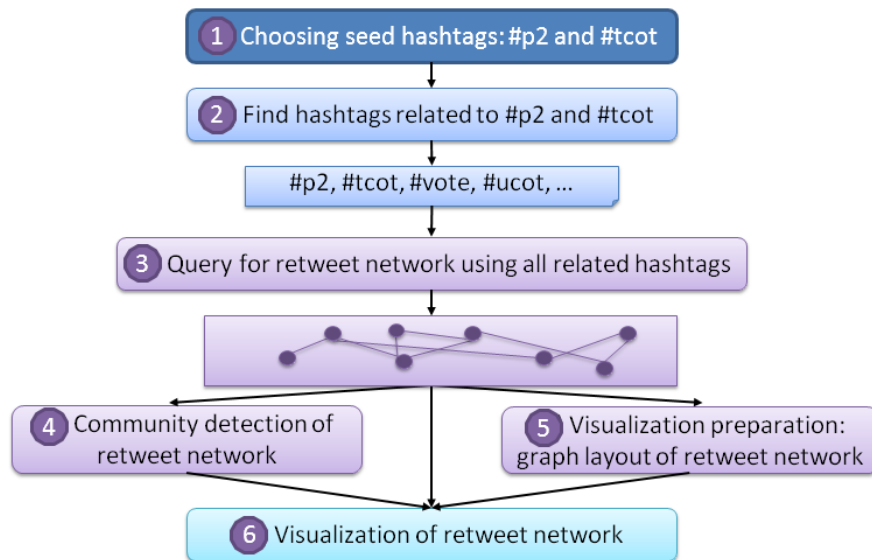 1 Choosing seed hashtags: #p2 and #tcot
2 Find hashtags related to #p2 and #tcot
#p2, #tcot, #vote, #ucot, ...
3 Query for retweet network using all related hashtags
4 Community detection of
retweet network
5 Visualization preparation:
graph layout of retweet network
6 Visualization of retweet network